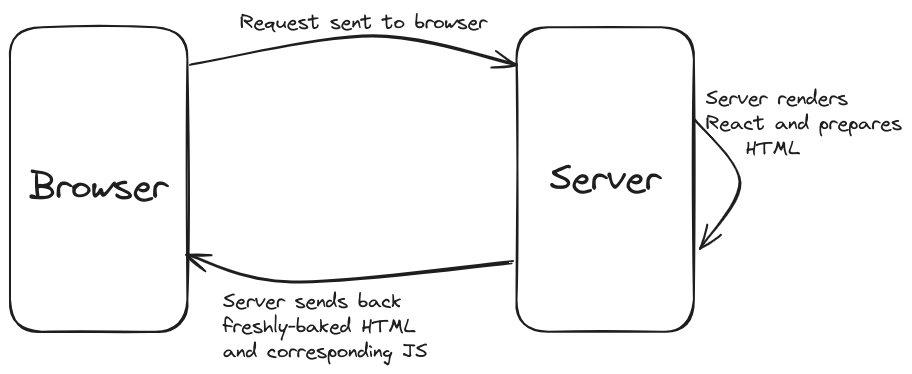 Request sent to browser
Browser
Server
Server renders
React and prepares
HTML
Server sends back
freshly-baked HTML
and corresponding JS